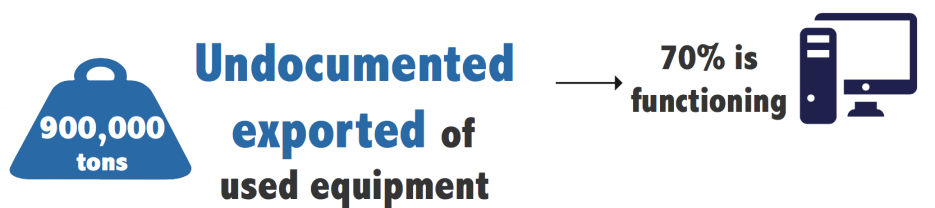 900,000
tons
Undocumented
exported of
used equipment
70% is
functioning